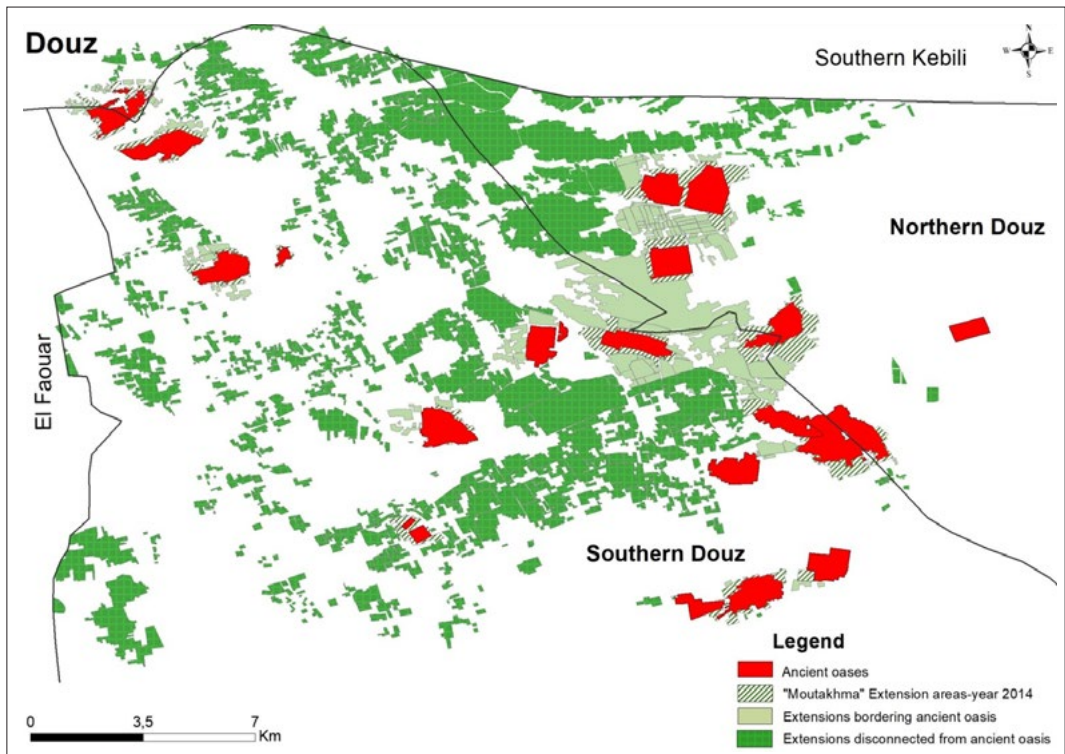 Douz
Southern Kebili
N
W E
S
Northern Douz
El Faouar
Southern Douz
Legend
Ancient oases
"Moutakhma" Extension areas-year 2014
Extensions bordering ancient oasis
Extensions disconnected from ancient oasis
0 3,5 7
Km